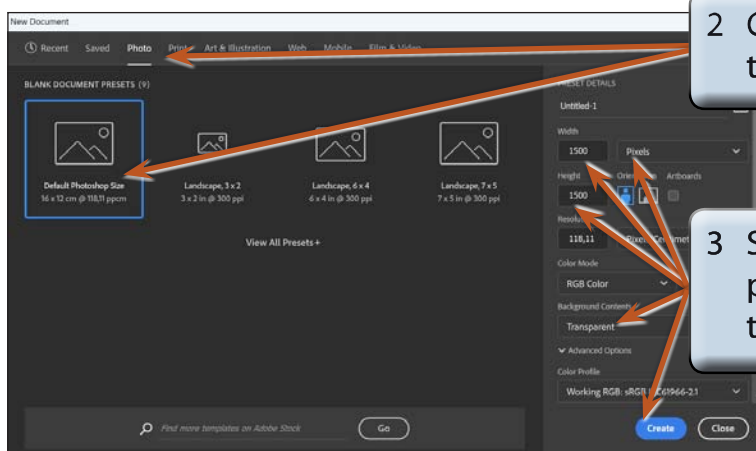 New Document
Recent Saved Photo Print Art & Illustration Web Mobile Film & Video
BLANK DOCUMENT PRESETS (9)
Default Photoshop Size
16 x 12 cm @ 118,11 ppcm
Landscape, 3 x 2
3 x 2 in @ 300 ppi
Landscape, 6 x 4
6 x 4 in @ 300 ppi
Landscape, 7 x 5
7 x 5 in @ 300 ppi
View All Presets+
Find more templates on Adobe Stock
Go
PRESET DETAILS
Untitled-1
Width
1500 Pixels
Height Artboards
1500
118,11
Color Mode
RGB Color
Background Contents
Transparent
Advanced Options
Color Profile
Working RGB: sRGB
Create Close
2
3